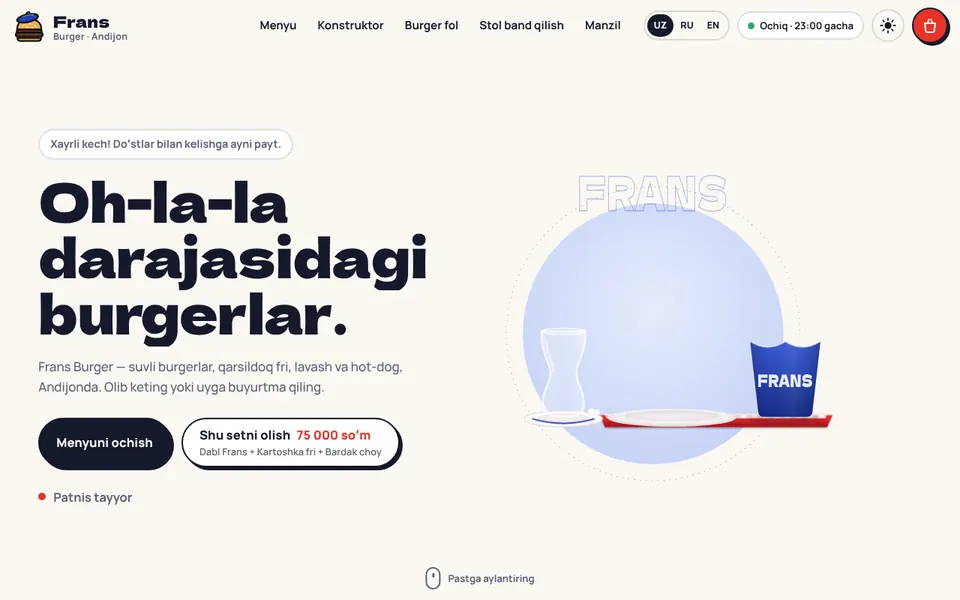 Frans
Burger · Andijon
Menyu
Konstruktor
Burger fol
Stol band qilish
Manzil
UZ
RU
EN
Ochiq · 23:00 gacha
Xayrli kech! Doʻstlar bilan kelishga ayni payt.
Oh-la-la
darajasidagi
burgerlar.
Frans Burger — suvli burgerlar, qarsildoq fri, lavash va hot-dog,
Andijonda. Olib keting yoki uyga buyurtma qiling.
Menyuni ochish
Shu setni olish 75 000 soʻm
Dabl Frans + Kartoshka fri + Bardak choy
Patnis tayyor
FRANS
FRANS
Pastga aylantiring